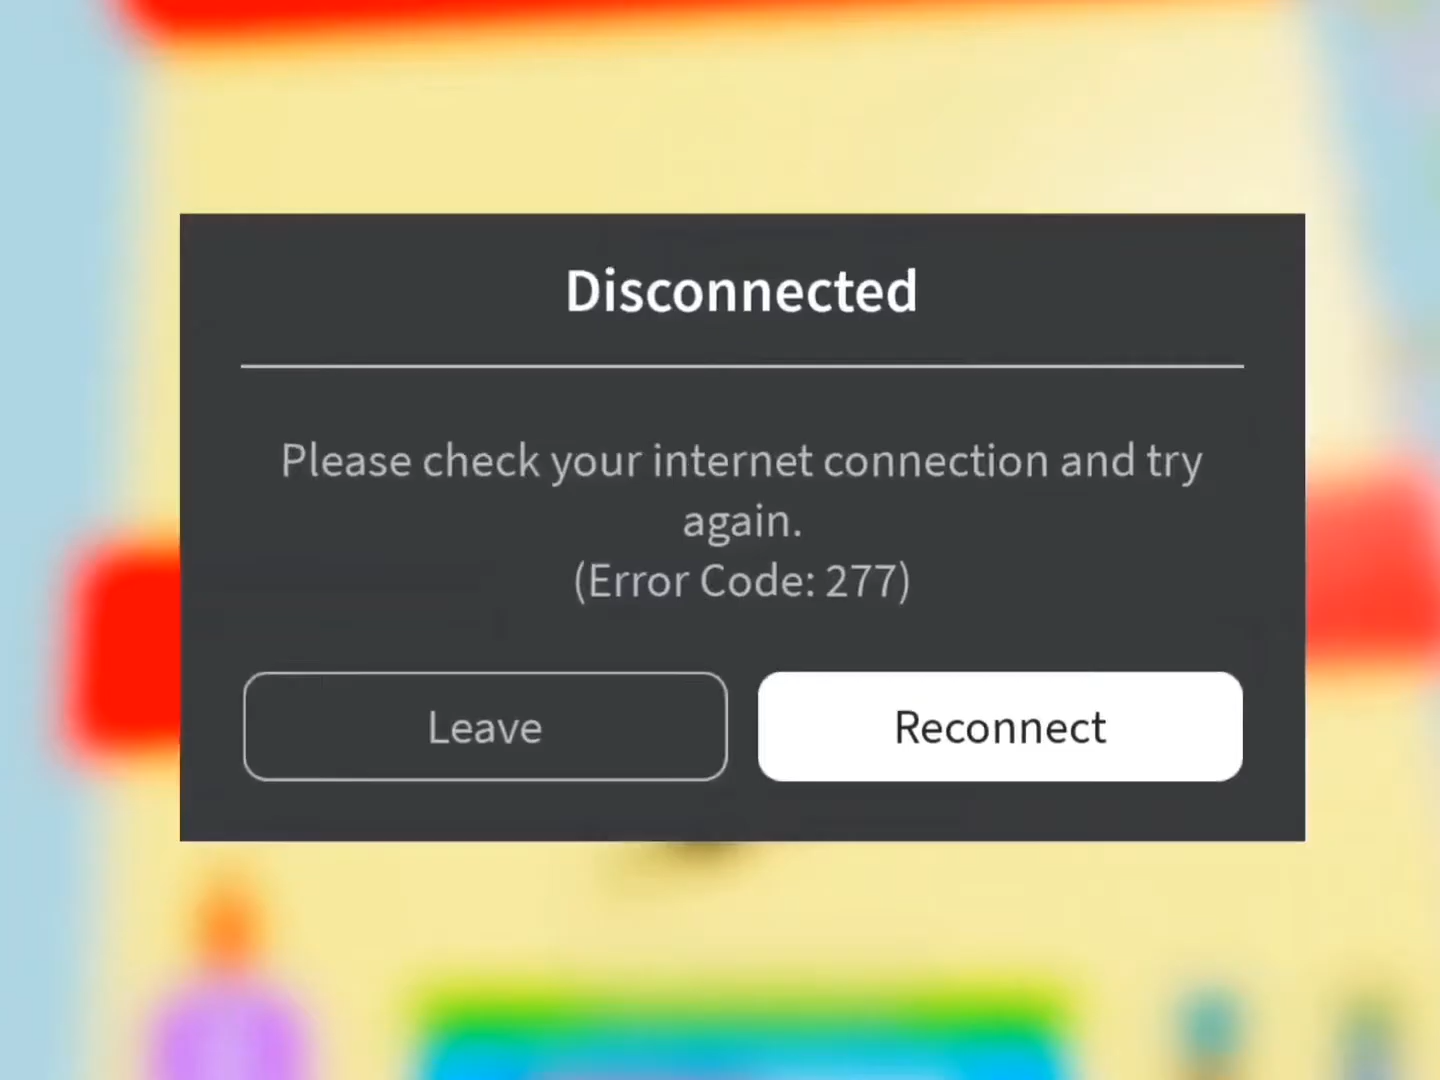 Disconnected
Please check your internet connection and try
again.
(Error Code: 277)
Leave
Reconnect